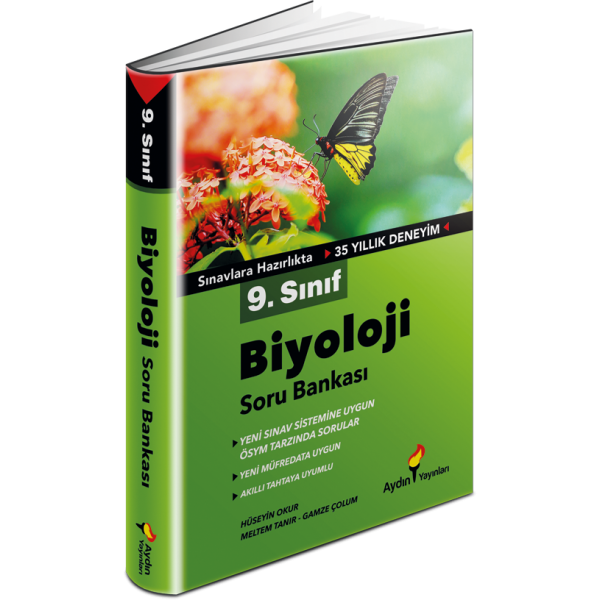 9. Sınıf
Biyoloji Soru Bankası
Aydın
Yayınları
Sınavlara Hazırlıkta
35 YILLIK DENEYİM
9. Sınıf
Biyoloji
Soru Bankası
YENİ SINAV SİSTEMİNE UYGUN
ÖSYM TARZINDA SORULAR
YENİ MÜFREDATA UYGUN
AKILLI TAHTAYA UYUMLU
HÜSEYİN OKUR
MELTEM TANIR - GAMZE ÇOLUM
Aydın Yayınları